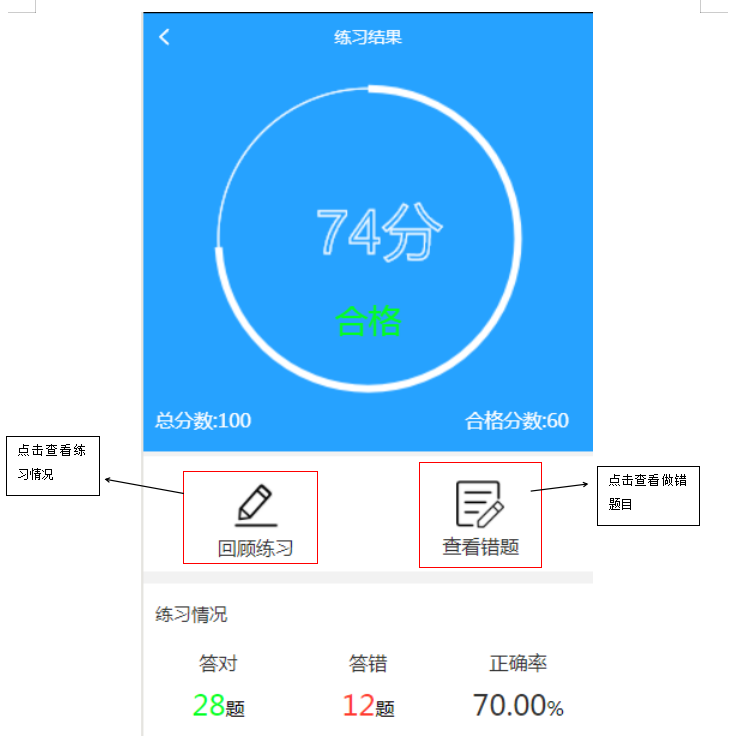 练习结果
74分
合格
总分数:100 合格分数:60
点击查看练
习情况
点击查看做错
题目
回顾练习 查看错题
练习情况
答对 答错 正确率
28题 12题 70.00%